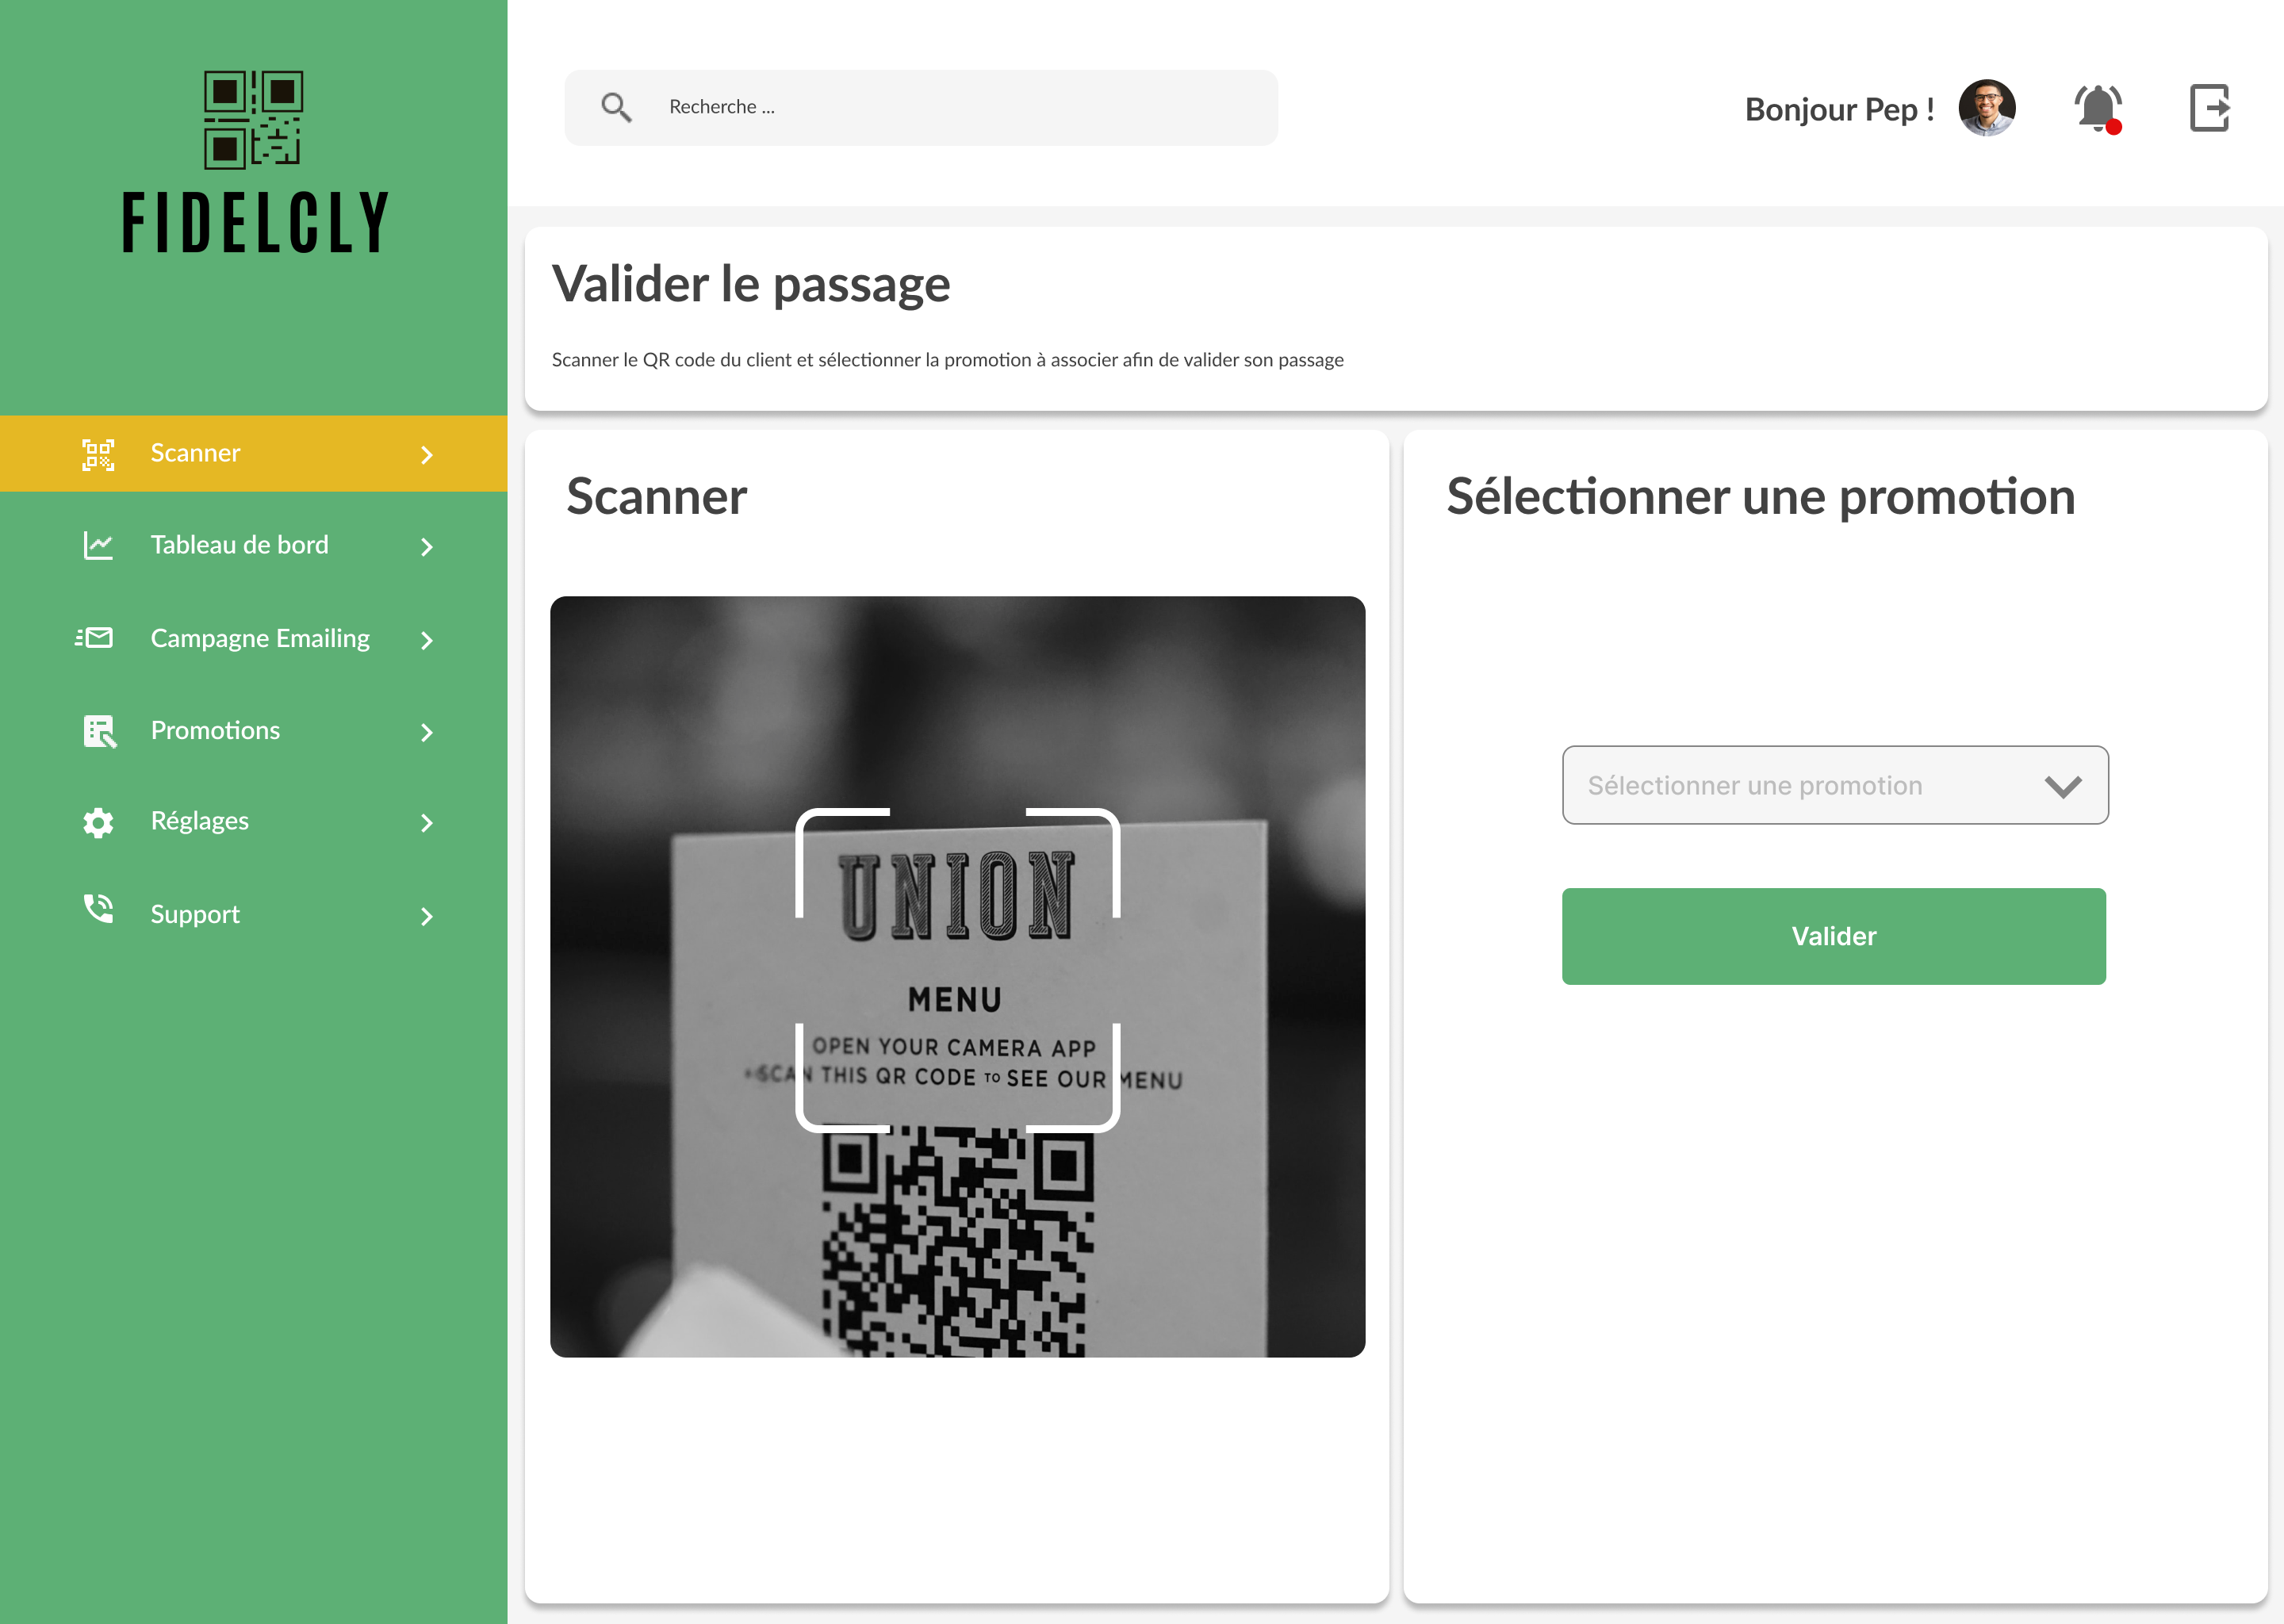 FIDELCLY
Recherche ...
Bonjour Pep !
Valider le passage
Scanner le QR code du client et sélectionner la promotion à associer afin de valider son passage
Scanner
Tableau de bord
Campagne Emailing
Promotions
Réglages
Support
Scanner
UNION
MENU
OPEN YOUR CAMERA APP
+ SCAN THIS QR CODE TO SEE OUR MENU
Sélectionner une promotion
Sélectionner une promotion
Valider